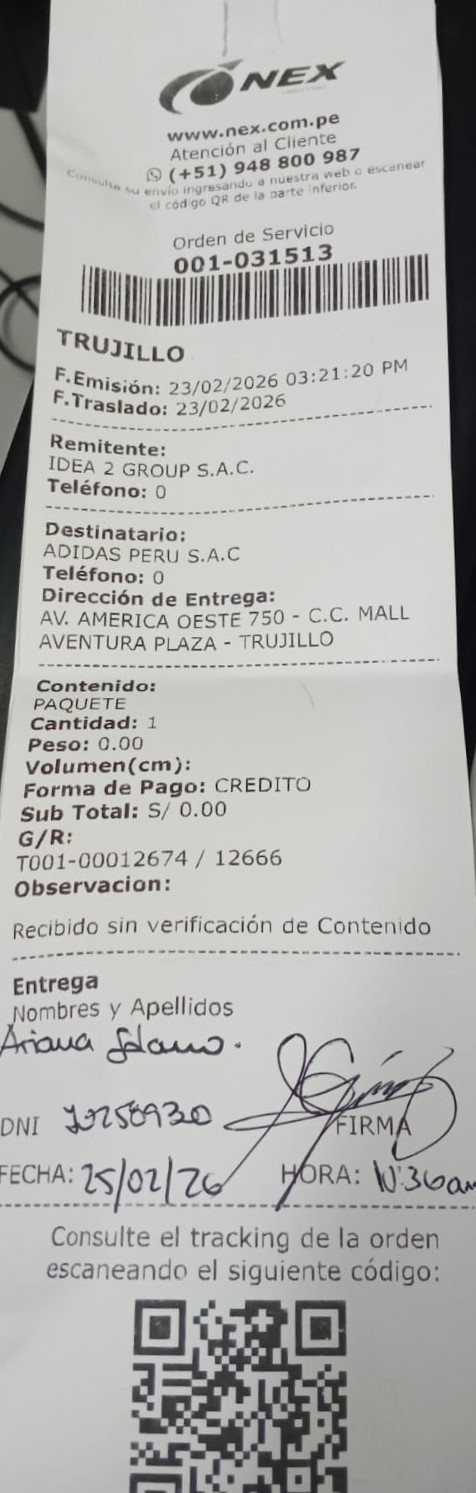 NEX
www.nex.com.pe
Atención al Cliente
(+51) 948 800 987
Consulte su envío ingresando a nuestra web o escanear
el código QR de la parte inferior.
Orden de Servicio
001-031513
TRUJILLO
F.Emisión: 23/02/2026 03:21:20 PM
F.Traslado: 23/02/2026
Remitente:
IDEA 2 GROUP S.A.C.
Teléfono: 0
Destinatario:
ADIDAS PERU S.A.C
Teléfono: 0
Dirección de Entrega:
AV. AMERICA OESTE 750 - C.C. MALL
AVENTURA PLAZA - TRUJILLO
Contenido:
PAQUETE
Cantidad: 1
Peso: 0.00
Volumen(cm):
Forma de Pago: CREDITO
Sub Total: S/ 0.00
G/R:
T001-00012674 / 12666
Observacion:
Recibido sin verificación de Contenido
Entrega
Nombres y Apellidos
Ariana
DNI FIRMA
FECHA: 25/02/26 HORA: 10:36am
Consulte el tracking de la orden
escaneando el siguiente código: